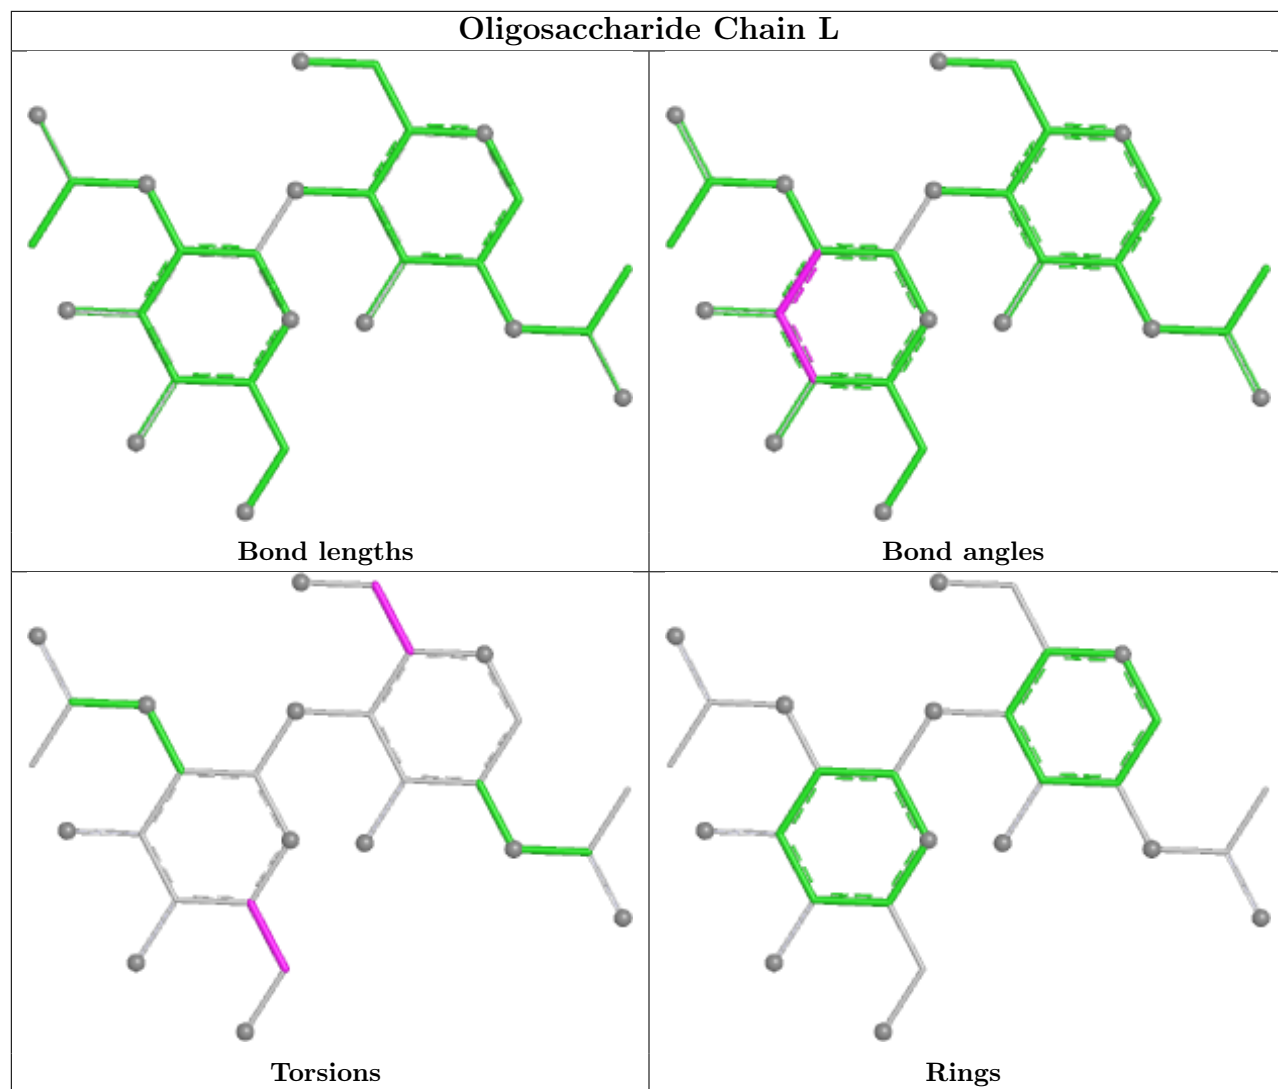 Oligosaccharide Chain L
Bond lengths
Bond angles
Torsions
Rings